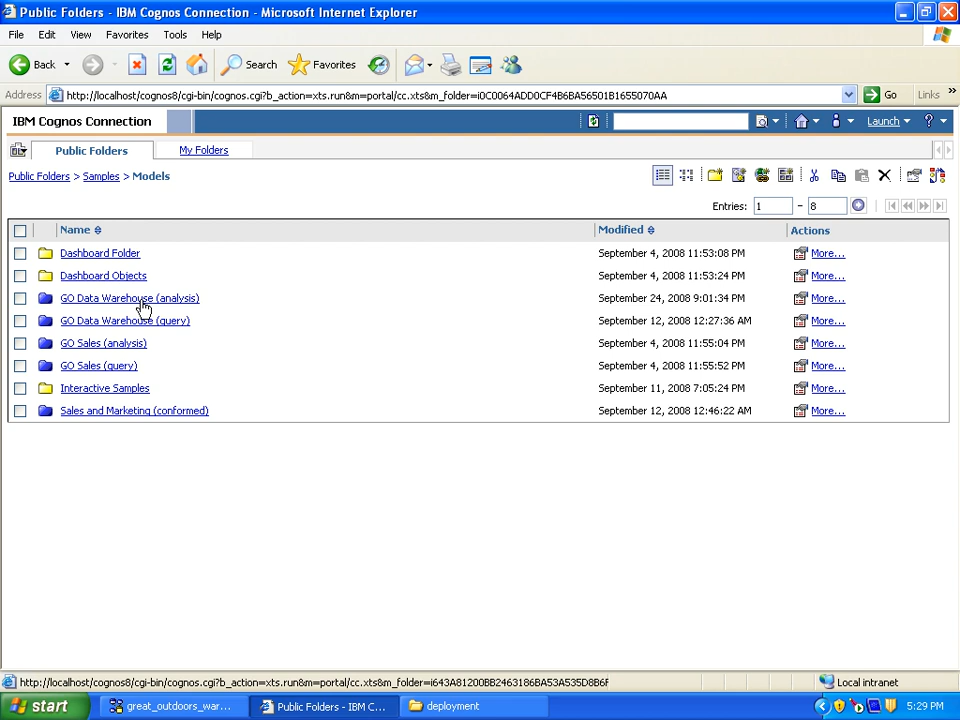 Public Folders - IBM Cognos Connection - Microsoft Internet Explorer
File Edit View Favorites Tools Help
Back Search Favorites
Address http://localhost/cognos8/cgi-bin/cognos.cgi?b_action=xts.run&m=portal/cc.xts&m_folder=i0C0064ADD0CF4B6BA56501B1655070AA Go Links »
IBM Cognos Connection Launch ?
Public Folders My Folders
Public Folders > Samples > Models
Entries: 1 - 8
Name Modified Actions
Dashboard Folder September 4, 2008 11:53:08 PM More...
Dashboard Objects September 4, 2008 11:53:24 PM More...
GO Data Warehouse (analysis) September 24, 2008 9:01:34 PM More...
GO Data Warehouse (query) September 12, 2008 12:27:36 AM More...
GO Sales (analysis) September 4, 2008 11:55:04 PM More...
GO Sales (query) September 4, 2008 11:55:52 PM More...
Interactive Samples September 11, 2008 7:05:24 PM More...
Sales and Marketing (conformed) September 12, 2008 12:46:22 AM More...
http://localhost/cognos8/cgi-bin/cognos.cgi?b_action=xts.run&m=portal/cc.xts&m_folder=i643A81200BB2463186BA53A535D8B6F Local intranet
start great_outdoors_war... Public Folders - IBM C... deployment 5:29 PM